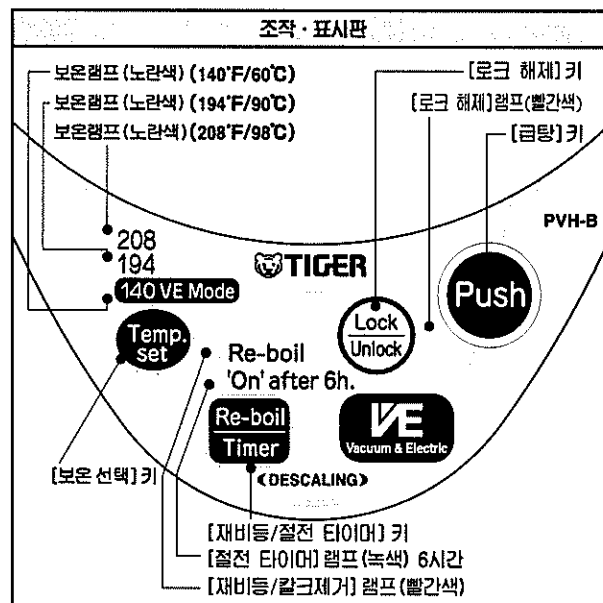 조작・표시판
보온램프(노란색) (140°F/60℃)
보온램프(노란색) (194°F/90℃)
보온램프(노란색) (208°F/98℃)
[로크 해제]키
[로크 해제]램프(빨간색)
[급탕]키
PVH-B
208
194
140 VE Mode
TIGER
Push
Temp.
set
Lock
Unlock
Re-boil
'On' after 6h.
Re-boil
Timer
VE
Vacuum & Electric
《DESCALING》
[보온 선택]키
[재비등/절전 타이머] 키
[절전 타이머] 램프(녹색) 6시간
[재비등/칼크제거] 램프(빨간색)